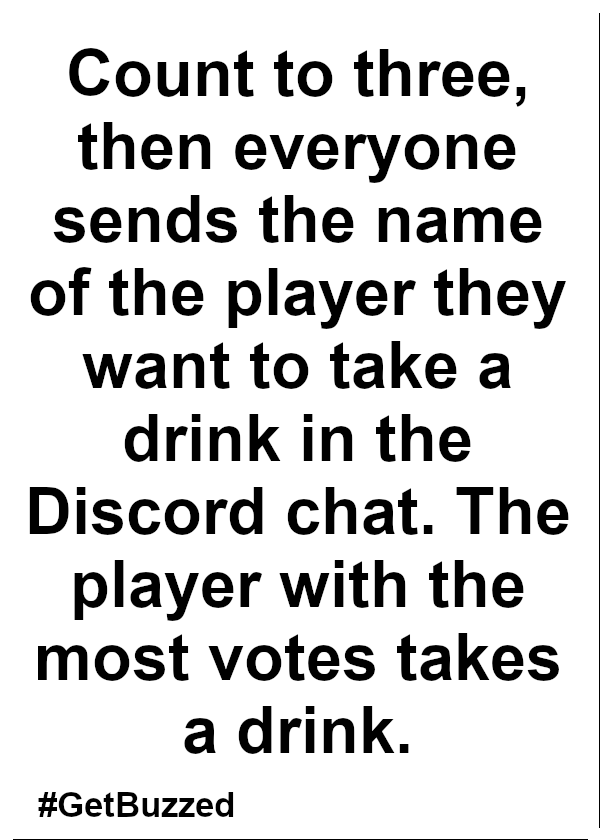 Count to three,
then everyone
sends the name
of the player they
want to take a
drink in the
Discord chat. The
player with the
most votes takes
a drink.
#GetBuzzed